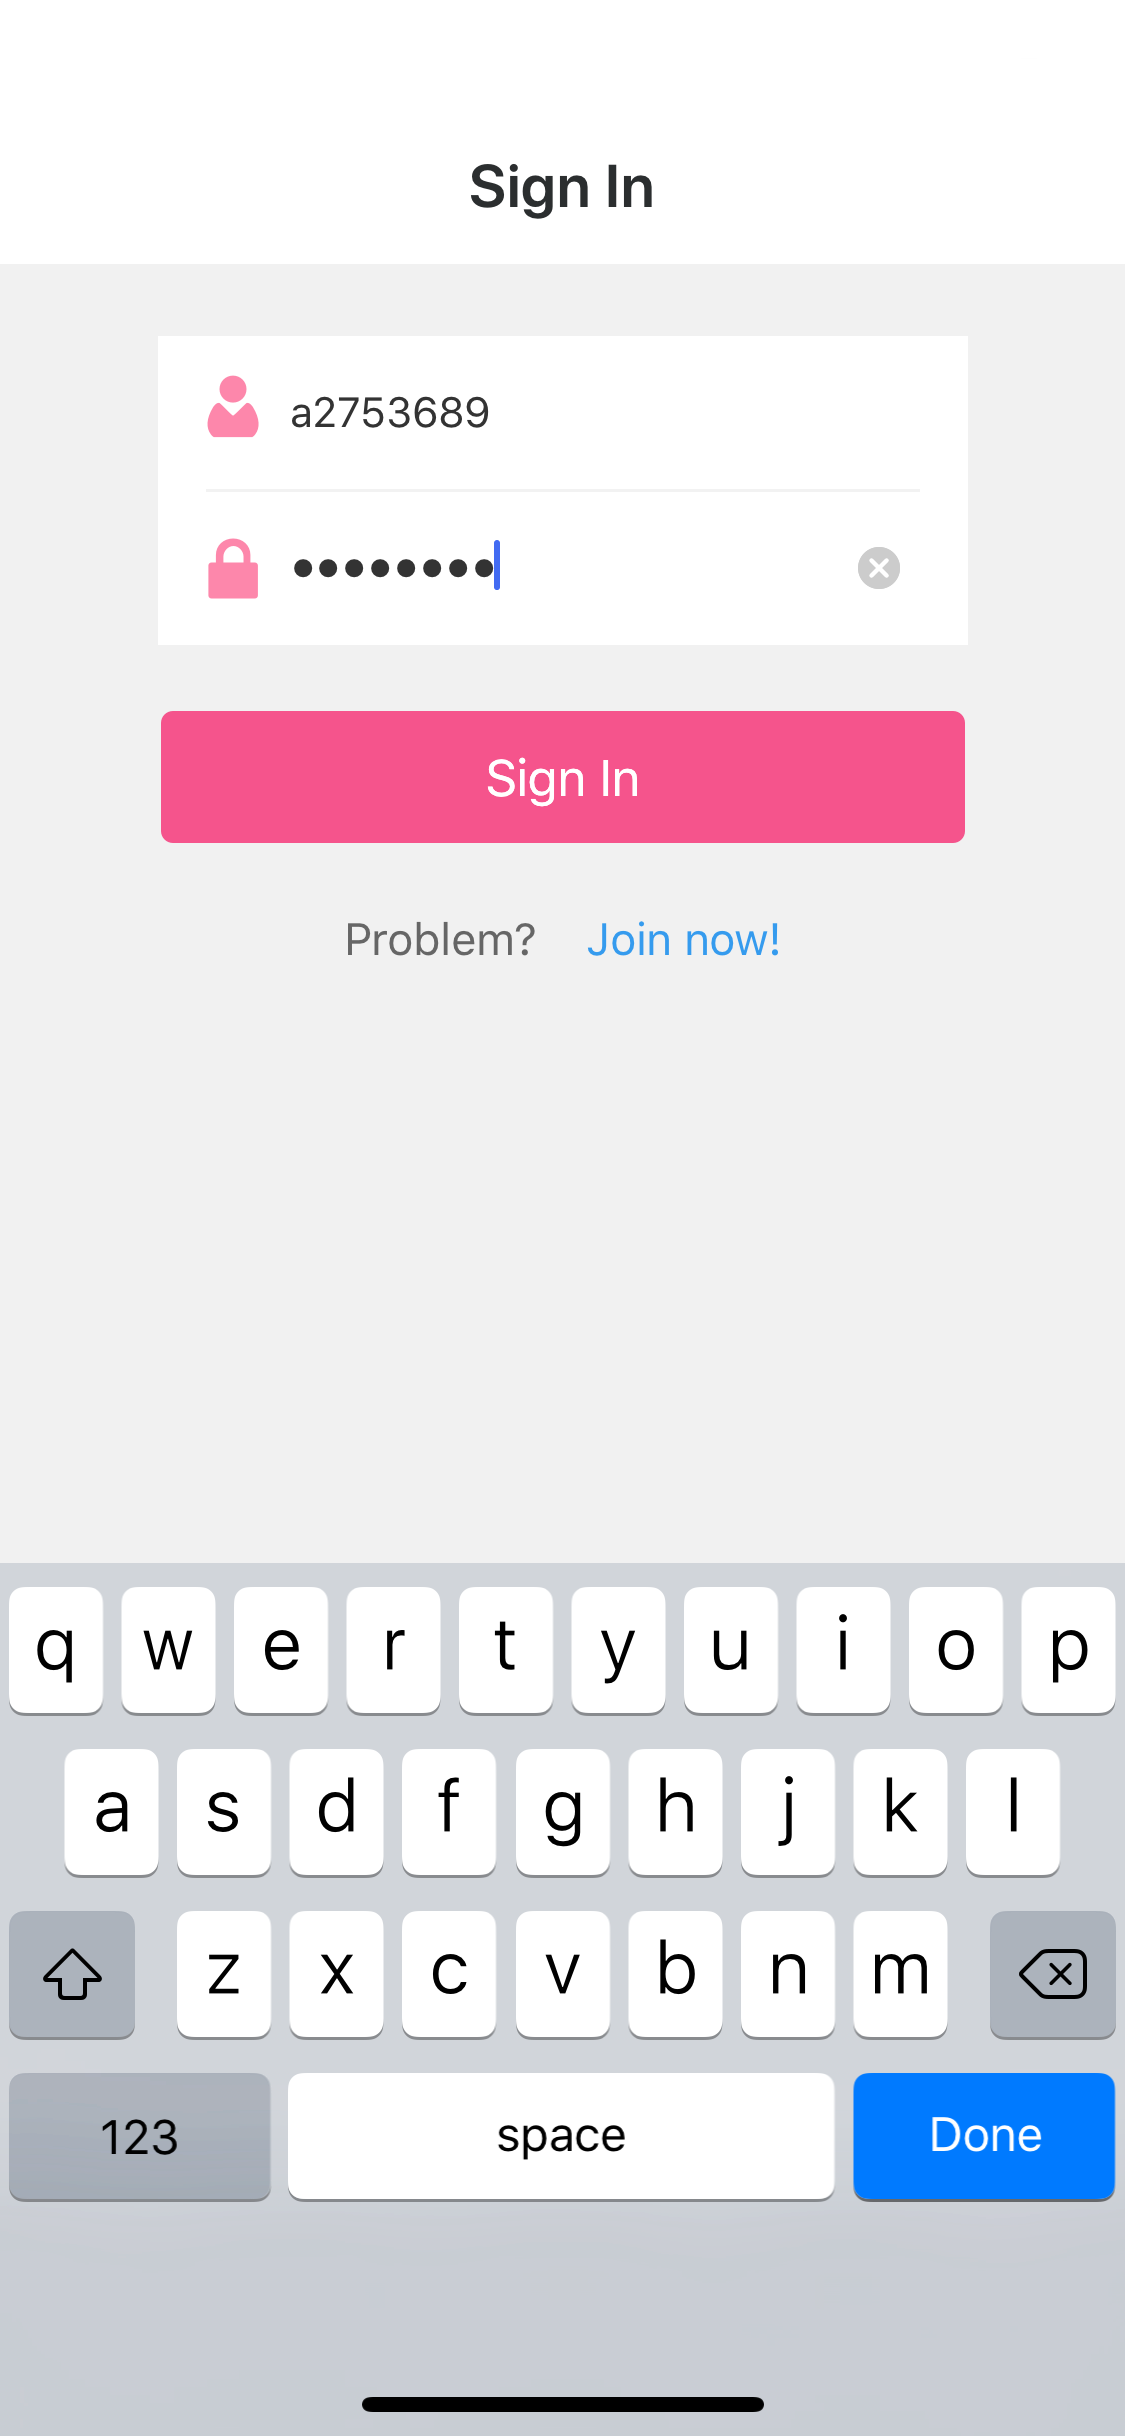 Sign In
a2753689
••••••••
Sign In
Problem? Join now!
q w e r t y u i o p
a s d f g h j k l
z x c v b n m
123 space Done